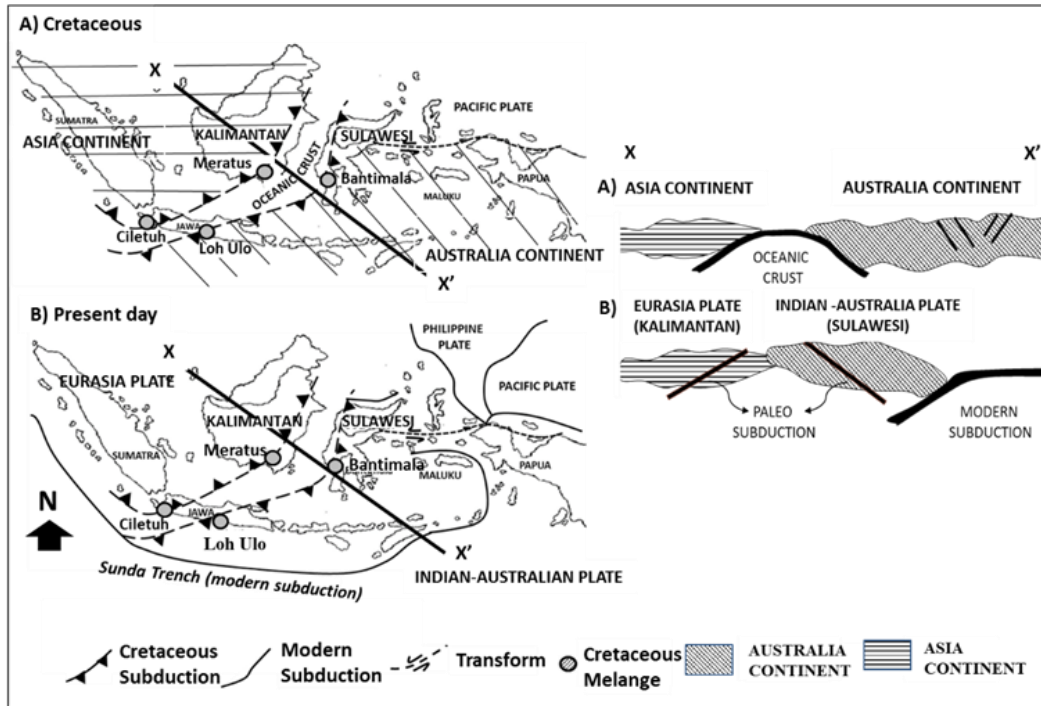 A) Cretaceous
X
SUMATRA
ASIA CONTINENT
KALIMANTAN
Meratus
OCEANIC CRUST
SULAWESI
PACIFIC PLATE
Bantimala
MALUKU
PAPUA
Ciletuh
JAWA
Loh Ulo
AUSTRALIA CONTINENT
X'
X
X'
A)
ASIA CONTINENT
AUSTRALIA CONTINENT
OCEANIC
CRUST
B)
EURASIA PLATE
(KALIMANTAN)
INDIAN -AUSTRALIA PLATE
(SULAWESI)
PALEO
SUBDUCTION
MODERN
SUBDUCTION
B) Present day
X
EURASIA PLATE
PHILIPPINE
PLATE
PACIFIC PLATE
KALIMANTAN
SULAWESI
Meratus
Bantimala
SUMATRA
MALUKU
PAPUA
N
Ciletuh
JAWA
Loh Ulo
X'
Sunda Trench (modern subduction)
INDIAN-AUSTRALIAN PLATE
Cretaceous
Subduction
Modern
Subduction
Transform
Cretaceous
Melange
AUSTRALIA
CONTINENT
ASIA
CONTINENT